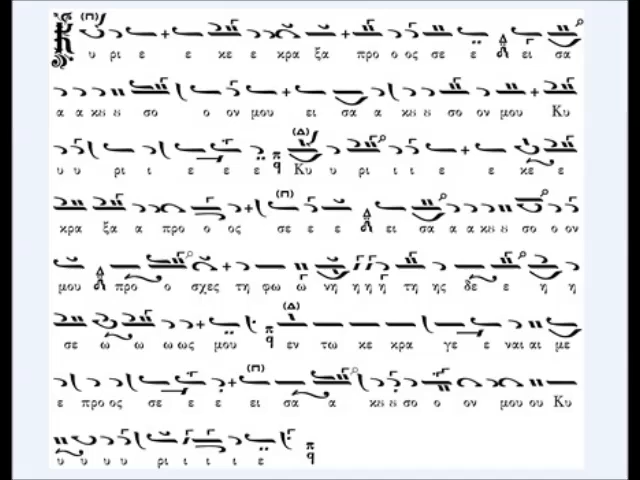 Κυ ρι ε ε κε ε κρα ξα προ ο ος σε ε ει σα
α α κ ȣ ȣ σο ο ον μου ει σα α κ ȣ ȣ σο ον μου Κυ
υ υ ρι ι ε ε ε Κυ υ ρι ι ι ε ε κε ε
κρα ξα α προ ο ος σε ε ε ει σα α α κ ȣ ȣ σο ο ον
μου προ ο σχες τη φω ω νη η η η τη ης δε ε η η
σε ω ω ω ως μου εν τω κε κρα γε ε ναι αι με
ε προ ος σε ε ε ει σα α κȣ ȣ σο ο ον μου ου Κυ
υ υ υ υ ρι ι ι ι ε